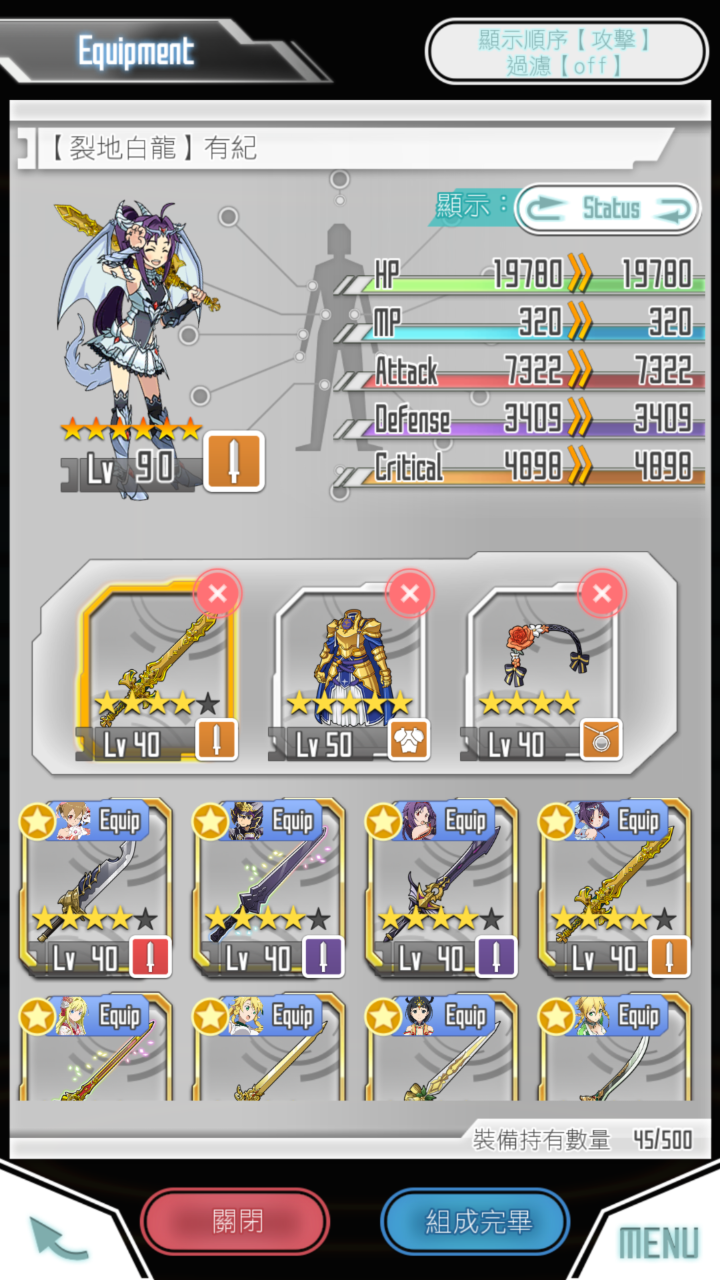 Equipment
顯示順序【攻擊】
過濾【off】
【裂地白龍】有紀
顯示：
Status
HP 19780 19780
MP 320 320
Attack 7322 7322
Defense 3409 3409
Critical 4898 4898
Lv 90
Lv 40
Lv 50
Lv 40
Equip
Equip
Equip
Equip
Lv 40
Lv 40
Lv 40
Lv 40
Equip
Equip
Equip
Equip
裝備持有數量 45/500
關閉
組成完畢
MENU